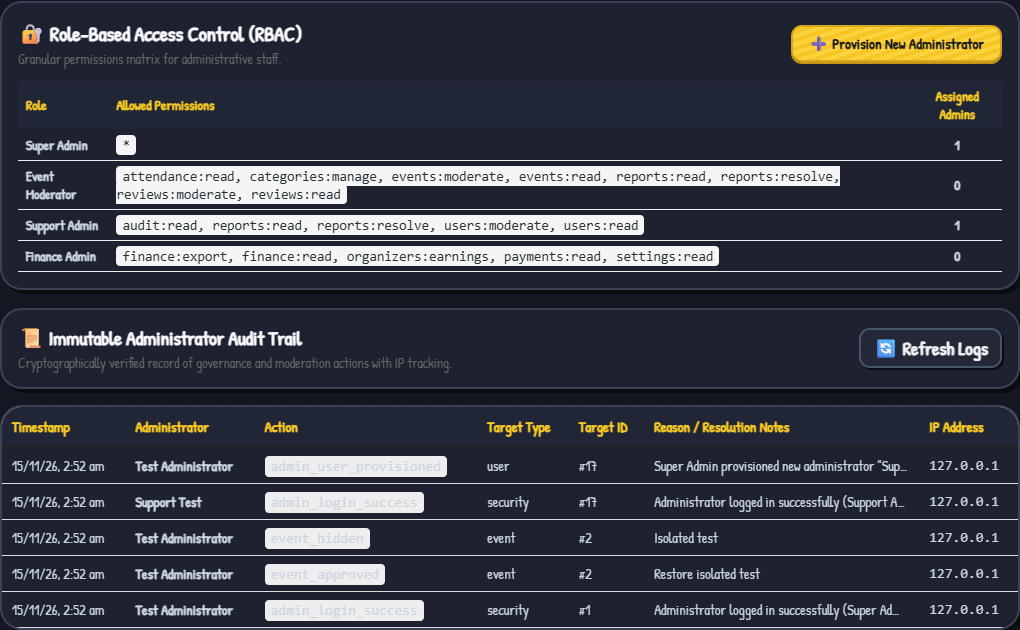 Role-Based Access Control (RBAC)
Granular permissions matrix for administrative staff.
Provision New Administrator
Role Allowed Permissions Assigned Admins
Super Admin * 1
Event Moderator attendance:read, categories:manage, events:moderate, events:read, reports:read, reports:resolve,
reviews:moderate, reviews:read 0
Support Admin audit:read, reports:read, reports:resolve, users:moderate, users:read 1
Finance Admin finance:export, finance:read, organizers:earnings, payments:read, settings:read 0
Immutable Administrator Audit Trail
Cryptographically verified record of governance and moderation actions with IP tracking.
Refresh Logs
Timestamp Administrator Action Target Type Target ID Reason / Resolution Notes IP Address
15/11/26, 2:52 am Test Administrator admin_user_provisioned user #17 Super Admin provisioned new administrator "Sup... 127.0.0.1
15/11/26, 2:52 am Support Test admin_login_success security #17 Administrator logged in successfully (Support A... 127.0.0.1
15/11/26, 2:52 am Test Administrator event_hidden event #2 Isolated test 127.0.0.1
15/11/26, 2:52 am Test Administrator event_approved event #2 Restore isolated test 127.0.0.1
15/11/26, 2:52 am Test Administrator admin_login_success security #1 Administrator logged in successfully (Super Ad... 127.0.0.1